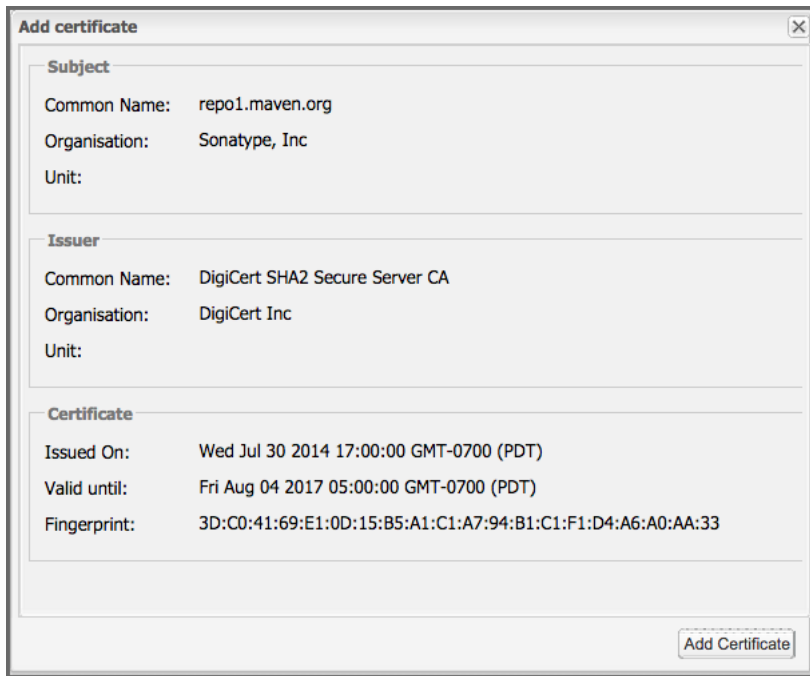 Add certificate
Subject
Common Name: repo1.maven.org
Organisation: Sonatype, Inc
Unit:
Issuer
Common Name: DigiCert SHA2 Secure Server CA
Organisation: DigiCert Inc
Unit:
Certificate
Issued On: Wed Jul 30 2014 17:00:00 GMT-0700 (PDT)
Valid until: Fri Aug 04 2017 05:00:00 GMT-0700 (PDT)
Fingerprint: 3D:C0:41:69:E1:0D:15:B5:A1:C1:A7:94:B1:C1:F1:D4:A6:A0:AA:33
Add Certificate